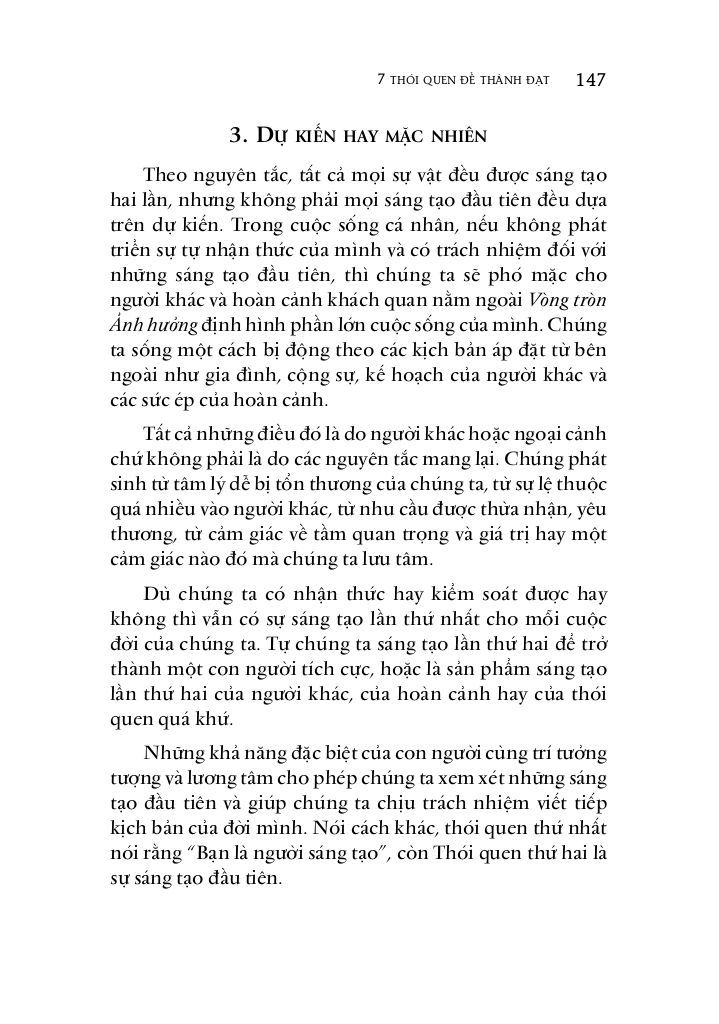 7 THÓI QUEN ĐỂ THÀNH ĐẠT 147
3. DỰ KIẾN HAY MẶC NHIÊN
Theo nguyên tắc, tất cả mọi sự vật đều được sáng tạo
hai lần, nhưng không phải mọi sáng tạo đầu tiên đều dựa
trên dự kiến. Trong cuộc sống cá nhân, nếu không phát
triển sự tự nhận thức của mình và có trách nhiệm đối với
những sáng tạo đầu tiên, thì chúng ta sẽ phó mặc cho
người khác và hoàn cảnh khách quan nằm ngoài Vòng tròn
Ảnh hưởng định hình phần lớn cuộc sống của mình. Chúng
ta sống một cách bị động theo các kịch bản áp đặt từ bên
ngoài như gia đình, cộng sự, kế hoạch của người khác và
các sức ép của hoàn cảnh.
Tất cả những điều đó là do người khác hoặc ngoại cảnh
chứ không phải là do các nguyên tắc mang lại. Chúng phát
sinh từ tâm lý dễ bị tổn thương của chúng ta, từ sự lệ thuộc
quá nhiều vào người khác, từ nhu cầu được thừa nhận, yêu
thương, từ cảm giác về tầm quan trọng và giá trị hay một
cảm giác nào đó mà chúng ta lưu tâm.
Dù chúng ta có nhận thức hay kiểm soát được hay
không thì vẫn có sự sáng tạo lần thứ nhất cho mỗi cuộc
đời của chúng ta. Tự chúng ta sáng tạo lần thứ hai để trở
thành một con người tích cực, hoặc là sản phẩm sáng tạo
lần thứ hai của người khác, của hoàn cảnh hay của thói
quen quá khứ.
Những khả năng đặc biệt của con người cùng trí tưởng
tượng và lương tâm cho phép chúng ta xem xét những sáng
tạo đầu tiên và giúp chúng ta chịu trách nhiệm viết tiếp
kịch bản của đời mình. Nói cách khác, thói quen thứ nhất
nói rằng “Bạn là người sáng tạo”, còn Thói quen thứ hai là
sự sáng tạo đầu tiên.